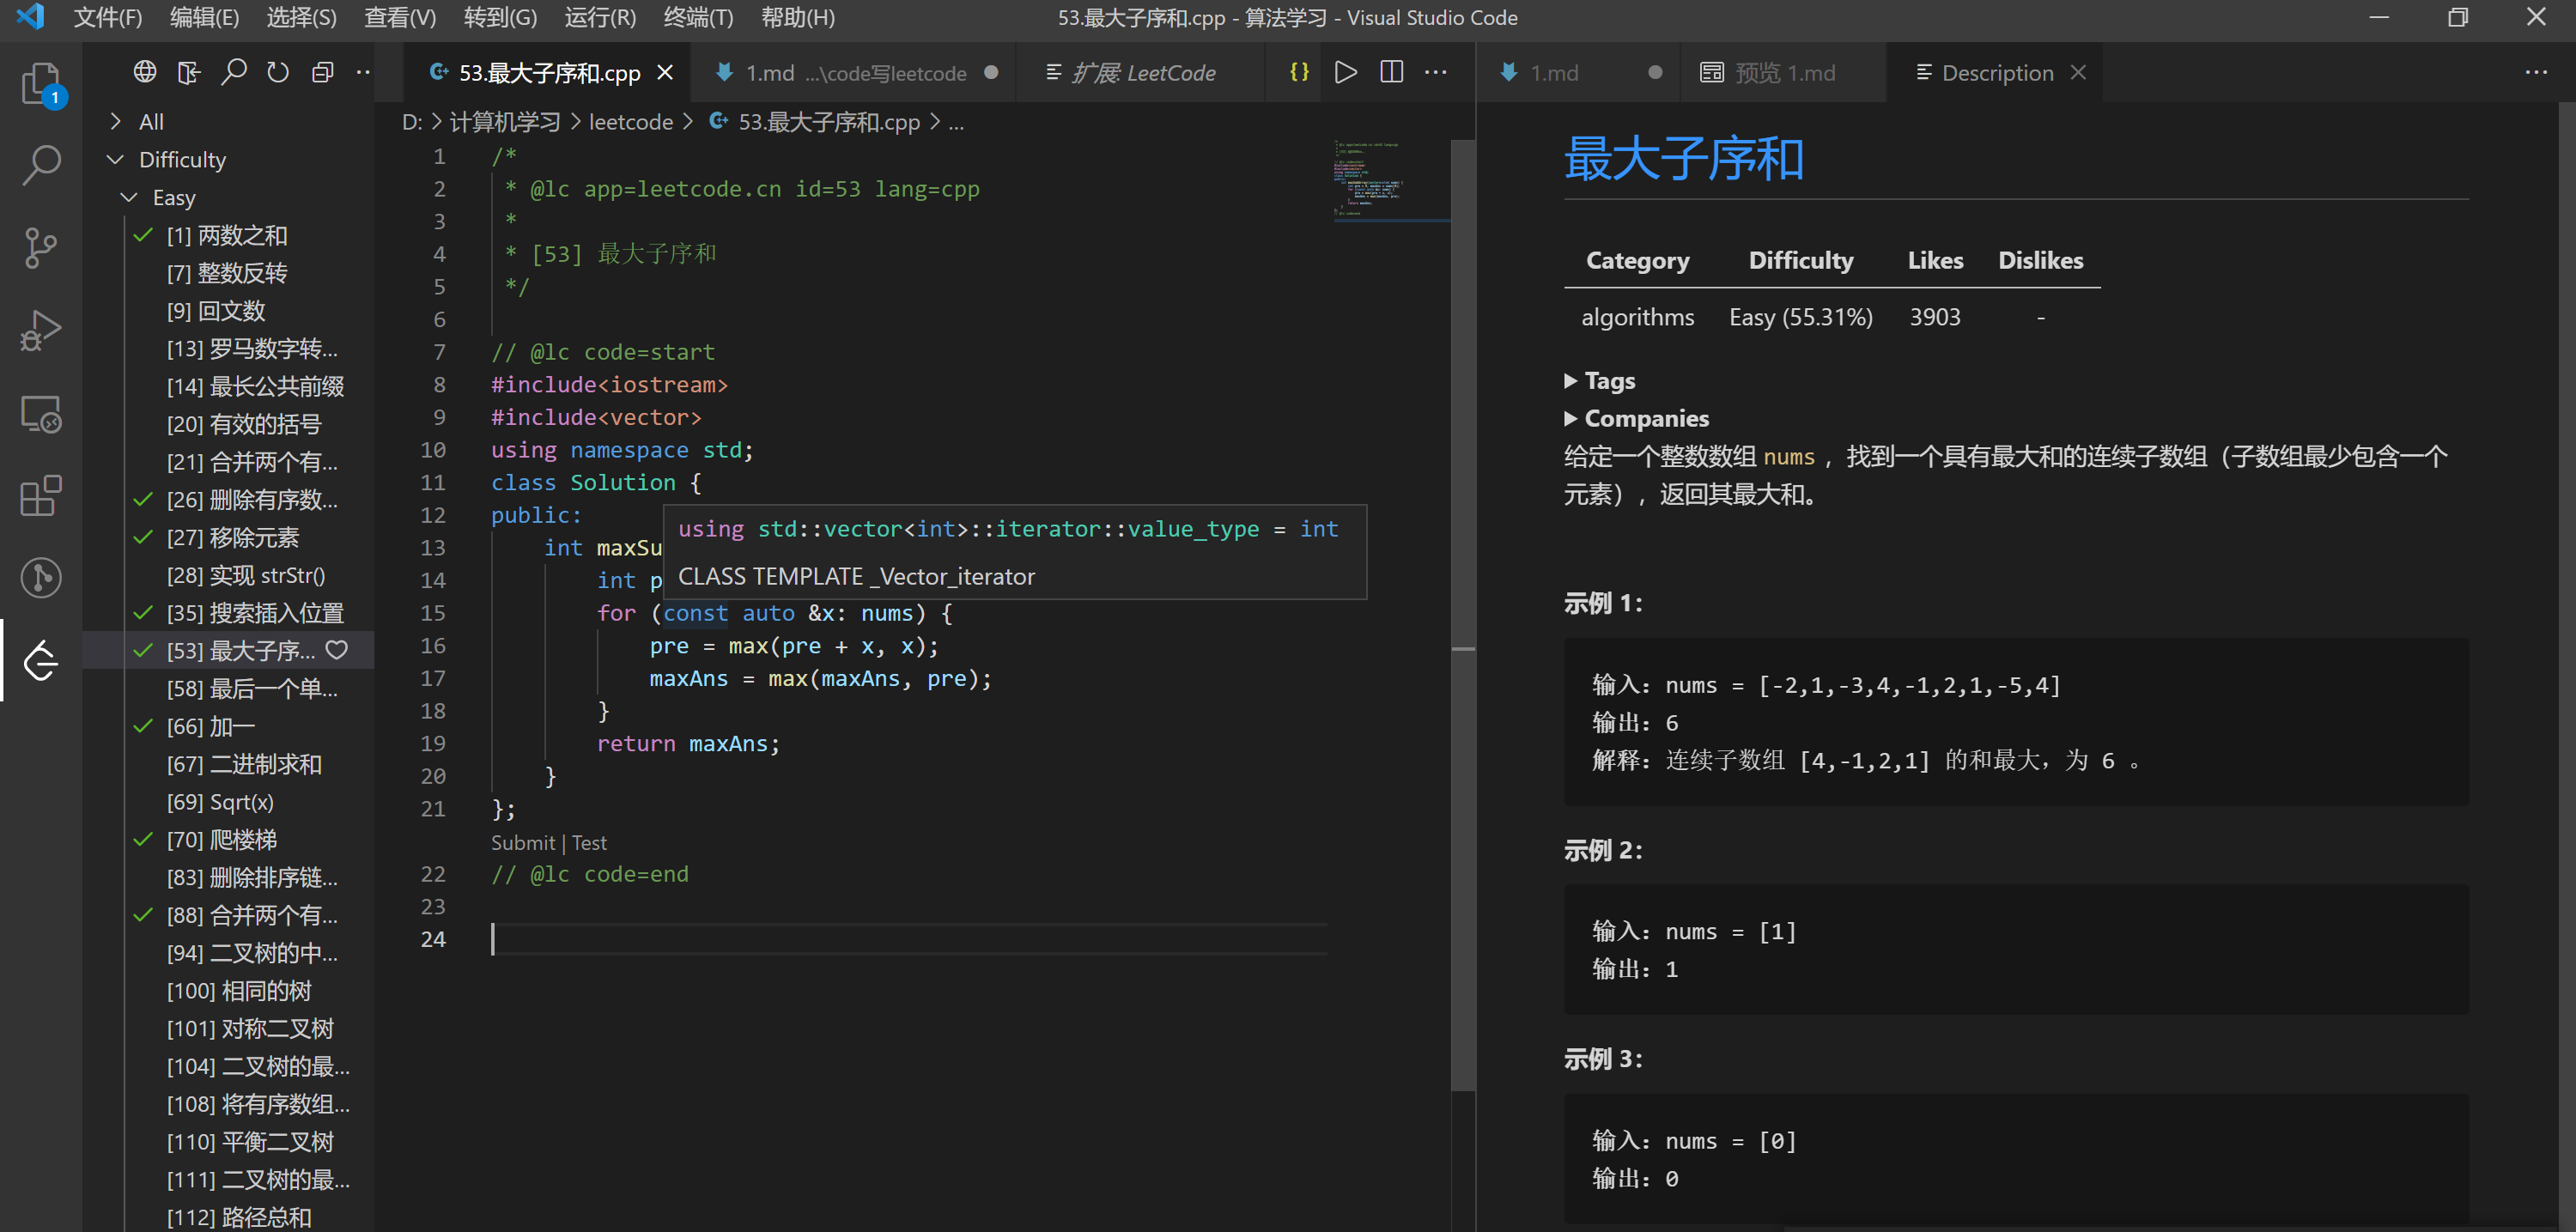 文件(F) 编辑(E) 选择(S) 查看(V) 转到(G) 运行(R) 终端(T) 帮助(H) 53.最大子序和.cpp - 算法学习 - Visual Studio Code
1
All
Difficulty
Easy
[1] 两数之和
[7] 整数反转
[9] 回文数
[13] 罗马数字转...
[14] 最长公共前缀
[20] 有效的括号
[21] 合并两个有...
[26] 删除有序数...
[27] 移除元素
[28] 实现 strStr()
[35] 搜索插入位置
[53] 最大子序...
[58] 最后一个单...
[66] 加一
[67] 二进制求和
[69] Sqrt(x)
[70] 爬楼梯
[83] 删除排序链...
[88] 合并两个有...
[94] 二叉树的中...
[100] 相同的树
[101] 对称二叉树
[104] 二叉树的最...
[108] 将有序数组...
[110] 平衡二叉树
[111] 二叉树的最...
[112] 路径总和
53.最大子序和.cpp 1.md ...\code写leetcode 扩展: LeetCode {}
D: > 计算机学习 > leetcode > 53.最大子序和.cpp > ...
1 /*
2 * @lc app=leetcode.cn id=53 lang=cpp
3 *
4 * [53] 最大子序和
5 */
6
7 // @lc code=start
8 #include<iostream>
9 #include<vector>
10 using namespace std;
11 class Solution {
12 public:
using std::vector<int>::iterator::value_type = int
CLASS TEMPLATE _Vector_iterator
13 int maxSu
14 int p
15 for (const auto &x: nums) {
16 pre = max(pre + x, x);
17 maxAns = max(maxAns, pre);
18 }
19 return maxAns;
20 }
21 };
Submit | Test
22 // @lc code=end
23
24
1.md 预览 1.md Description
最大子序和
Category Difficulty Likes Dislikes
algorithms Easy (55.31%) 3903 -
Tags
Companies
给定一个整数数组 nums ，找到一个具有最大和的连续子数组（子数组最少包含一个
元素），返回其最大和。
示例 1：
输入：nums = [-2,1,-3,4,-1,2,1,-5,4]
输出：6
解释：连续子数组 [4,-1,2,1] 的和最大，为 6 。
示例 2：
输入：nums = [1]
输出：1
示例 3：
输入：nums = [0]
输出：0